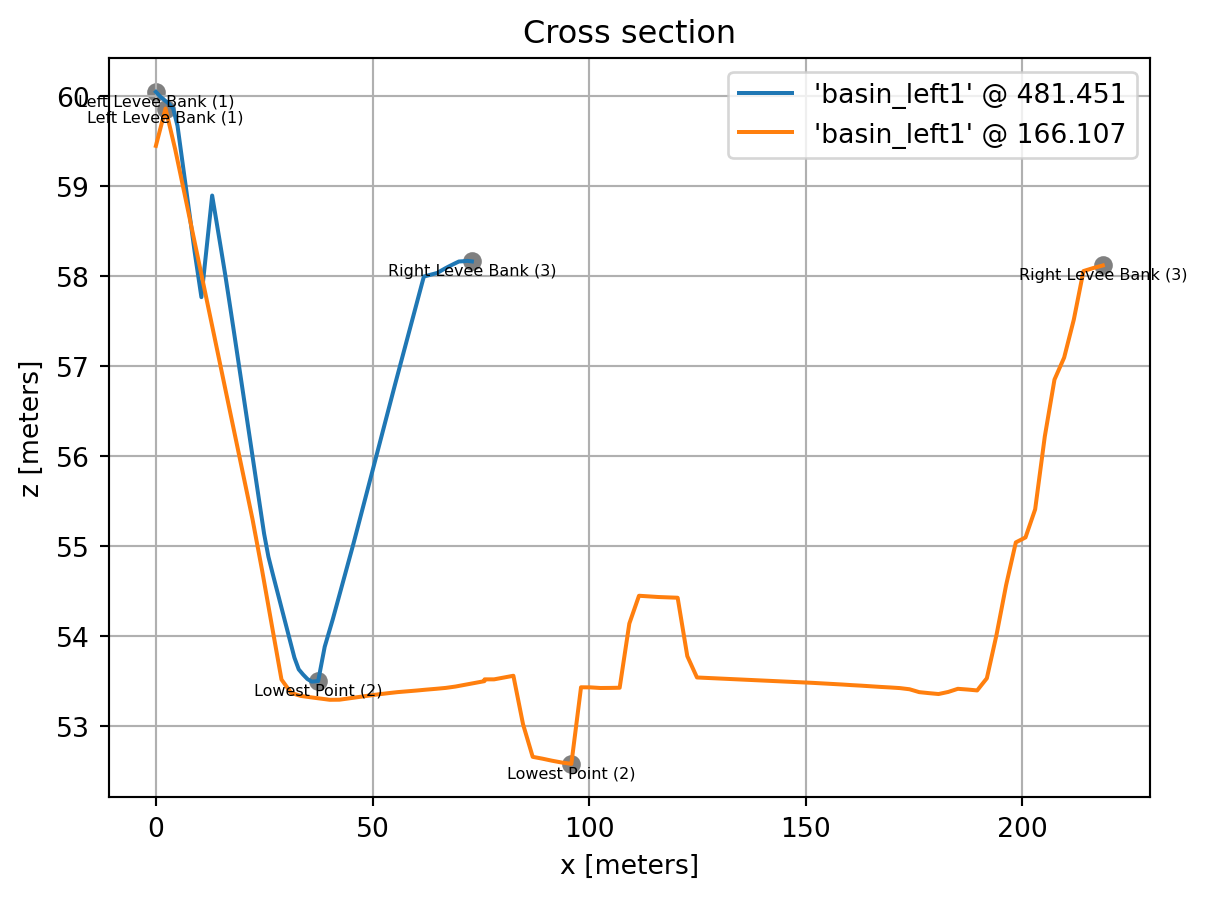 Cross section
'basin_left1' @ 481.451
'basin_left1' @ 166.107
Left Levee Bank (1)
Left Levee Bank (1)
Right Levee Bank (3)
Right Levee Bank (3)
Lowest Point (2)
Lowest Point (2)
z [meters]
60
59
58
57
56
55
54
53
0 50 100 150 200
x [meters]